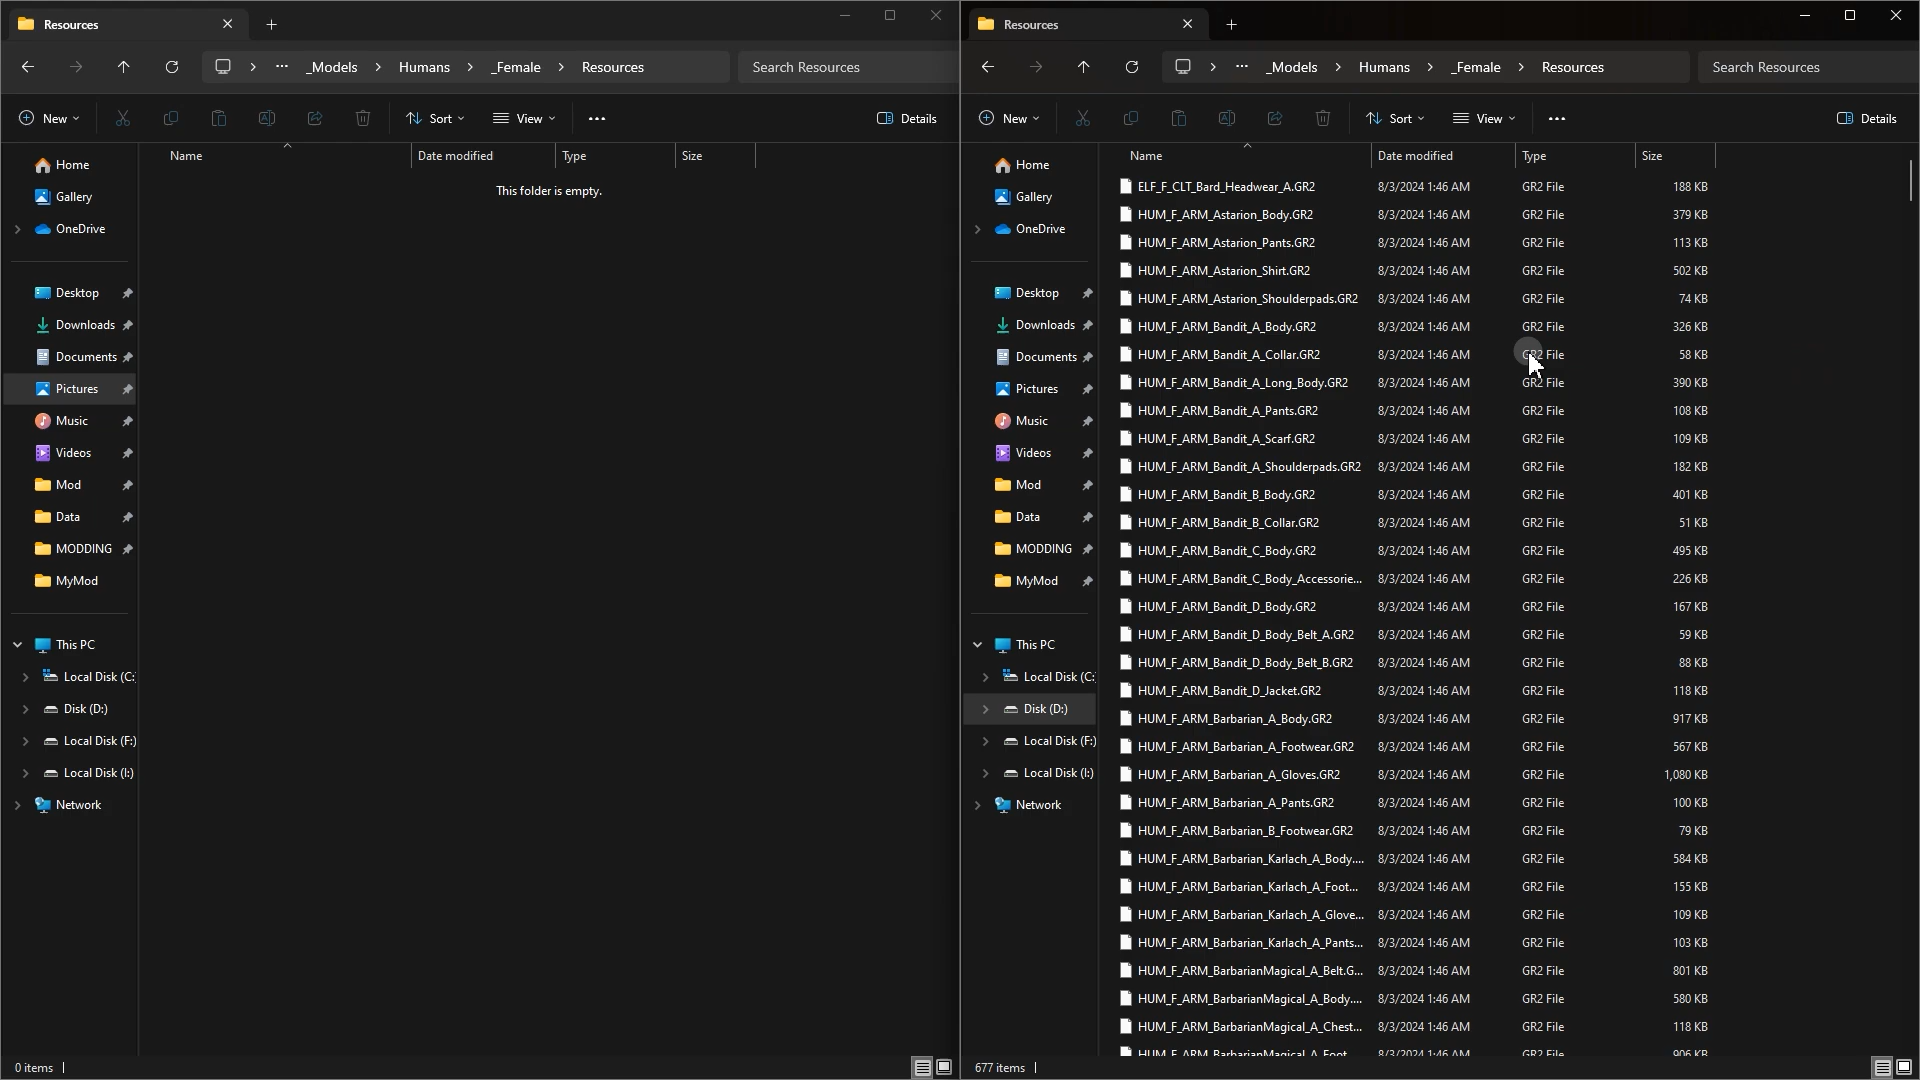 Resources
_Models > Humans > _Female > Resources
Search Resources
New
Sort
View
Details
Name
Date modified
Type
Size
This folder is empty.
Home
Gallery
OneDrive
Desktop
Downloads
Documents
Pictures
Music
Videos
Mod
Data
MODDING
MyMod
This PC
Local Disk (C:
Disk (D:)
Local Disk (F:)
Local Disk (I:)
Network
0 items
Resources
_Models > Humans > _Female > Resources
Search Resources
New
Sort
View
Details
Home
Gallery
OneDrive
Desktop
Downloads
Documents
Pictures
Music
Videos
Mod
Data
MODDING
MyMod
This PC
Local Disk (C:
Disk (D:)
Local Disk (F:)
Local Disk (I:)
Network
Name Date modified Type Size
ELF_F_CLT_Bard_Headwear_A.GR2 8/3/2024 1:46 AM GR2 File 188 KB
HUM_F_ARM_Astarion_Body.GR2 8/3/2024 1:46 AM GR2 File 379 KB
HUM_F_ARM_Astarion_Pants.GR2 8/3/2024 1:46 AM GR2 File 113 KB
HUM_F_ARM_Astarion_Shirt.GR2 8/3/2024 1:46 AM GR2 File 502 KB
HUM_F_ARM_Astarion_Shoulderpads.GR2 8/3/2024 1:46 AM GR2 File 74 KB
HUM_F_ARM_Bandit_A_Body.GR2 8/3/2024 1:46 AM GR2 File 326 KB
HUM_F_ARM_Bandit_A_Collar.GR2 8/3/2024 1:46 AM GR2 File 58 KB
HUM_F_ARM_Bandit_A_Long_Body.GR2 8/3/2024 1:46 AM GR2 File 390 KB
HUM_F_ARM_Bandit_A_Pants.GR2 8/3/2024 1:46 AM GR2 File 108 KB
HUM_F_ARM_Bandit_A_Scarf.GR2 8/3/2024 1:46 AM GR2 File 109 KB
HUM_F_ARM_Bandit_A_Shoulderpads.GR2 8/3/2024 1:46 AM GR2 File 182 KB
HUM_F_ARM_Bandit_B_Body.GR2 8/3/2024 1:46 AM GR2 File 401 KB
HUM_F_ARM_Bandit_B_Collar.GR2 8/3/2024 1:46 AM GR2 File 51 KB
HUM_F_ARM_Bandit_C_Body.GR2 8/3/2024 1:46 AM GR2 File 495 KB
HUM_F_ARM_Bandit_C_Body_Accessorie... 8/3/2024 1:46 AM GR2 File 226 KB
HUM_F_ARM_Bandit_D_Body.GR2 8/3/2024 1:46 AM GR2 File 167 KB
HUM_F_ARM_Bandit_D_Body_Belt_A.GR2 8/3/2024 1:46 AM GR2 File 59 KB
HUM_F_ARM_Bandit_D_Body_Belt_B.GR2 8/3/2024 1:46 AM GR2 File 88 KB
HUM_F_ARM_Bandit_D_Jacket.GR2 8/3/2024 1:46 AM GR2 File 118 KB
HUM_F_ARM_Barbarian_A_Body.GR2 8/3/2024 1:46 AM GR2 File 917 KB
HUM_F_ARM_Barbarian_A_Footwear.GR2 8/3/2024 1:46 AM GR2 File 567 KB
HUM_F_ARM_Barbarian_A_Gloves.GR2 8/3/2024 1:46 AM GR2 File 1,080 KB
HUM_F_ARM_Barbarian_A_Pants.GR2 8/3/2024 1:46 AM GR2 File 100 KB
HUM_F_ARM_Barbarian_B_Footwear.GR2 8/3/2024 1:46 AM GR2 File 79 KB
HUM_F_ARM_Barbarian_Karlach_A_Body.... 8/3/2024 1:46 AM GR2 File 584 KB
HUM_F_ARM_Barbarian_Karlach_A_Foot... 8/3/2024 1:46 AM GR2 File 155 KB
HUM_F_ARM_Barbarian_Karlach_A_Glove... 8/3/2024 1:46 AM GR2 File 109 KB
HUM_F_ARM_Barbarian_Karlach_A_Pants... 8/3/2024 1:46 AM GR2 File 103 KB
HUM_F_ARM_BarbarianMagical_A_Belt.G... 8/3/2024 1:46 AM GR2 File 801 KB
HUM_F_ARM_BarbarianMagical_A_Body.... 8/3/2024 1:46 AM GR2 File 580 KB
HUM_F_ARM_BarbarianMagical_A_Chest... 8/3/2024 1:46 AM GR2 File 118 KB
HUM_F_ARM_BarbarianMagical_A_Foot... 8/3/2024 1:46 AM GR2 File 906 KB
677 items